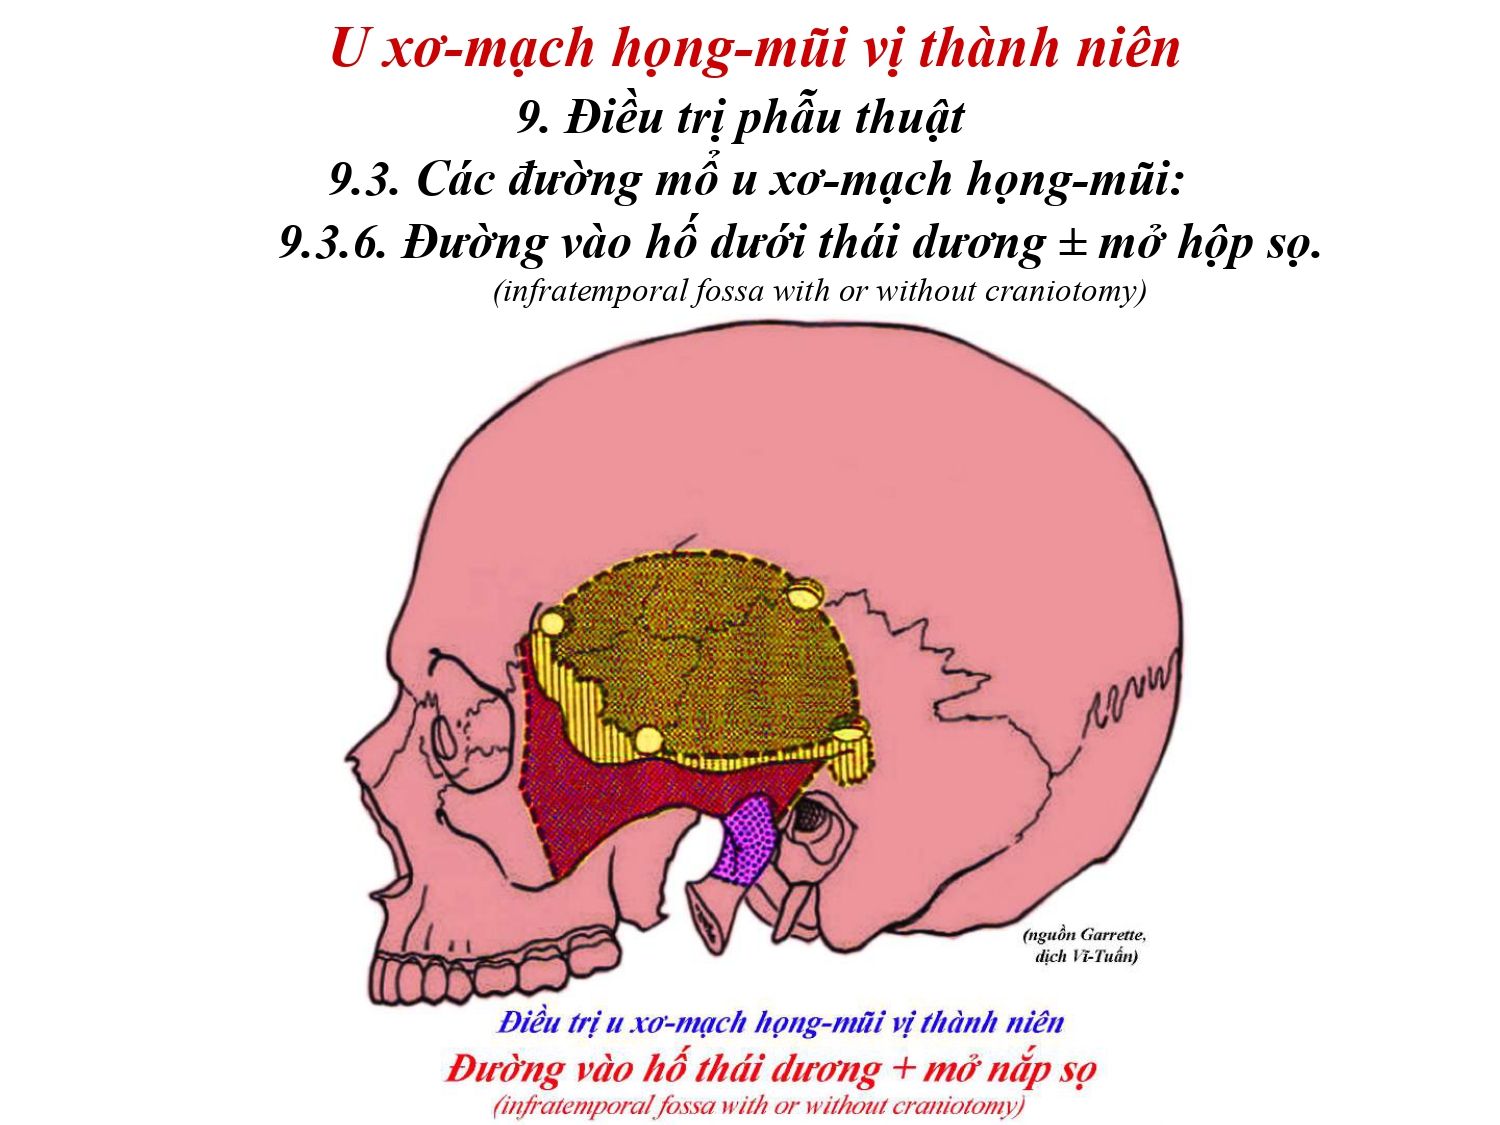 U xơ-mạch họng-mũi vị thành niên
9. Điều trị phẫu thuật
9.3. Các đường mổ u xơ-mạch họng-mũi:
9.3.6. Đường vào hố dưới thái dương ± mở hộp sọ.
(infratemporal fossa with or without craniotomy)
(nguồn Garrette,
dịch Vĩ-Tuấn)
Điều trị u xơ-mạch họng-mũi vị thành niên
Đường vào hố thái dương + mở nắp sọ
(infratemporal fossa with or without craniotomy)